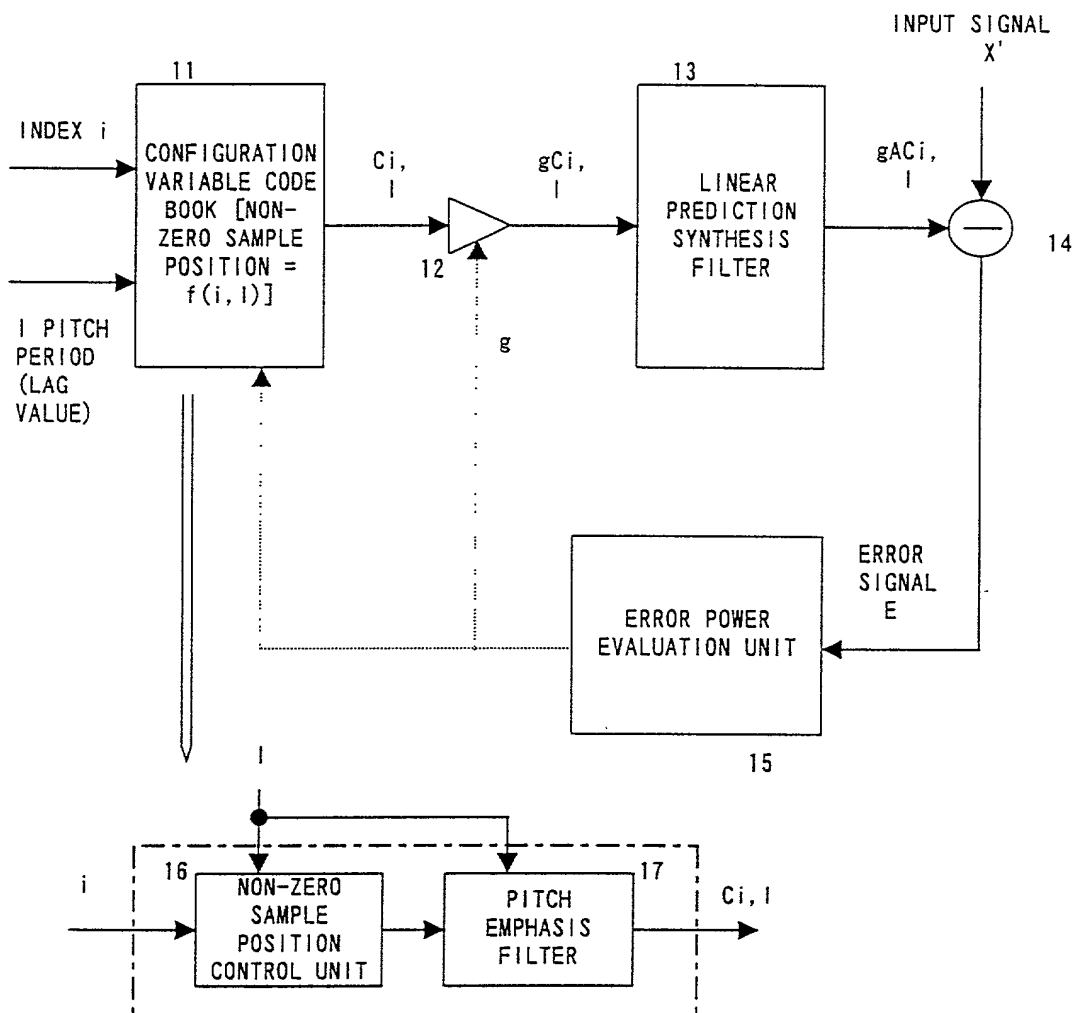 INPUT SIGNAL
X'
11
13
INDEX i
CONFIGURATION
VARIABLE CODE
BOOK [NON-
ZERO SAMPLE
POSITION =
f(i,l)]
Ci,
l
gCi,
l
LINEAR
PREDICTION
SYNTHESIS
FILTER
gACi,
l
14
12
l PITCH
PERIOD
(LAG
VALUE)
g
ERROR POWER
EVALUATION UNIT
ERROR
SIGNAL
E
15
l
i
16
NON-ZERO
SAMPLE
POSITION
CONTROL UNIT
17
PITCH
EMPHASIS
FILTER
Ci,l